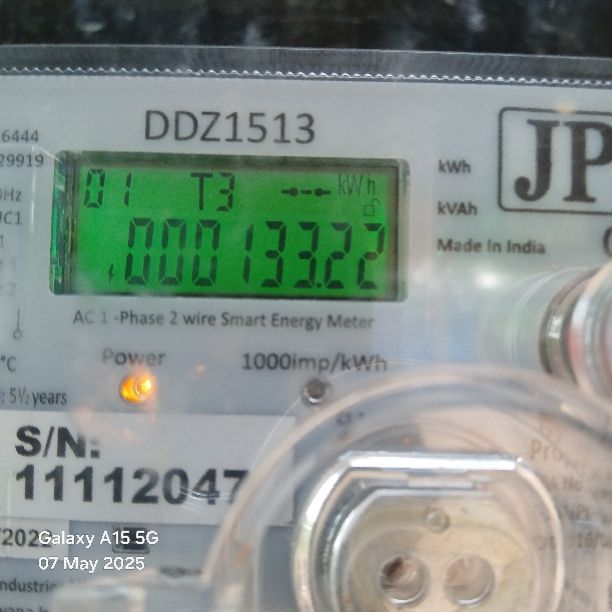 DDZ1513
6444
29919
JP
kWh
kVAh
Made In India
01 T3 kWh
000133.22
AC 1 -Phase 2 wire Smart Energy Meter
Power
1000imp/kWh
°C
: 5½ years
S/N:
11112047
Galaxy A15 5G
07 May 2025